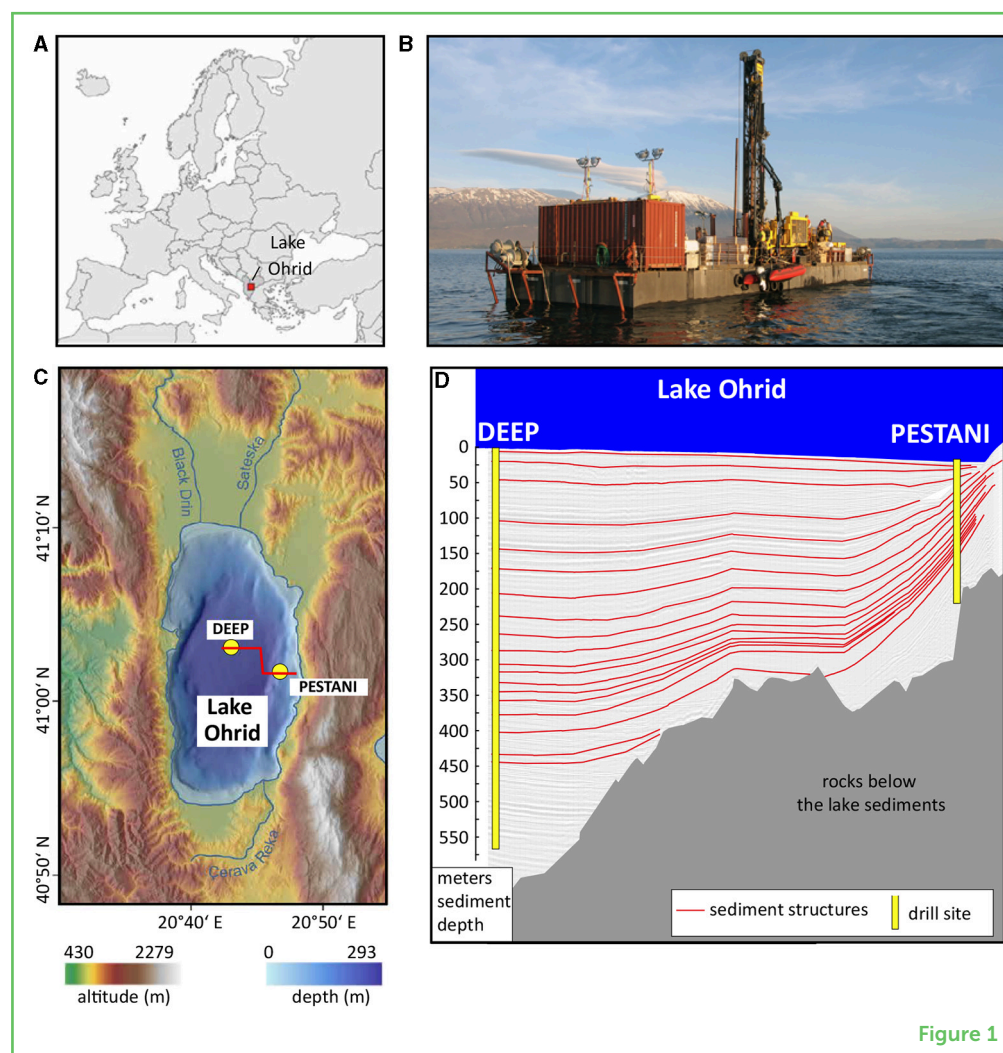 A
Lake
Ohrid
B
C
Black Drin
Sateska
41°10' N
41°00' N
40°50' N
DEEP
PESTANI
Lake
Ohrid
Çerava Reka
20°40' E
20°50' E
430
2279
altitude (m)
0
293
depth (m)
D
Lake Ohrid
DEEP
PESTANI
0
50
100
150
200
250
300
350
400
450
500
550
meters
sediment
depth
rocks below
the lake sediments
sediment structures
drill site
Figure 1